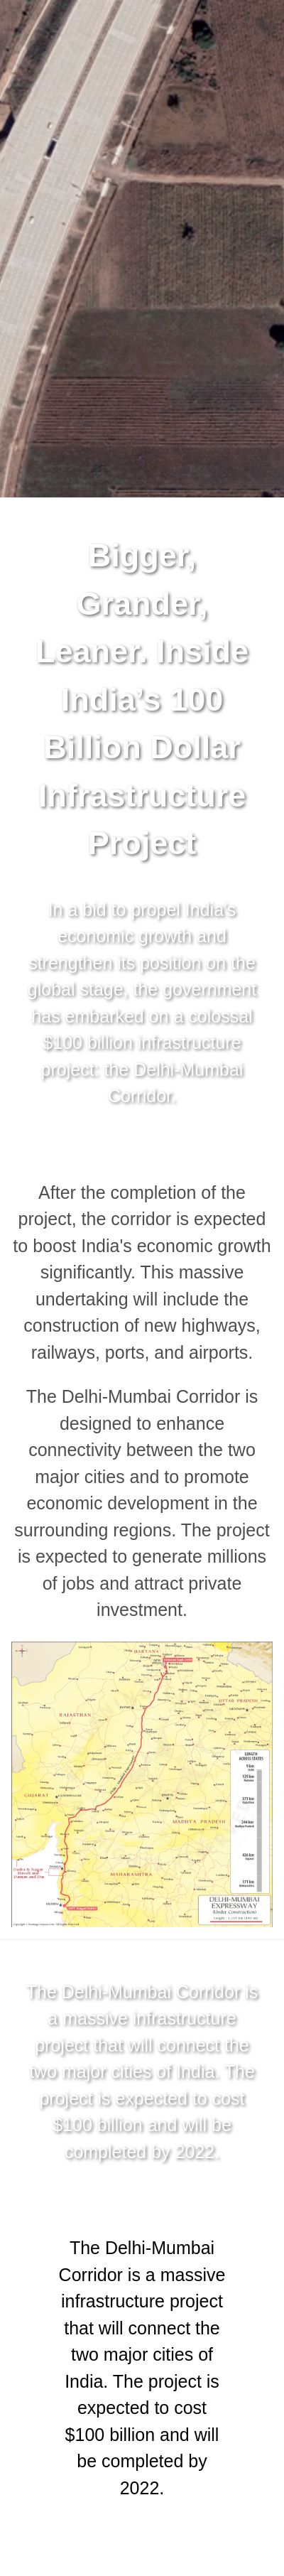 Bigger,
Grander,
Leaner. Inside
India's 100
Billion Dollar
Infrastructure
Project
In a bid to propel India's
economic growth and
strengthen its position on the
global stage, the government
has embarked on a colossal
$100 billion infrastructure
project: the Delhi-Mumbai
Corridor.
After the completion of the
project, the corridor is expected
to boost India's economic growth
significantly. This massive
undertaking will include the
construction of new highways,
railways, ports, and airports.
The Delhi-Mumbai Corridor is
designed to enhance
connectivity between the two
major cities and to promote
economic development in the
surrounding regions. The project
is expected to generate millions
of jobs and attract private
investment.
HARYANA
UTTAR PRADESH
RAJASTHAN
LENGTH
ACROSS STATES
GUJARAT
MADHYA PRADESH
MAHARASHTRA
DELHI-MUMBAI
EXPRESSWAY
(Under Construction)
The Delhi-Mumbai Corridor is
a massive infrastructure
project that will connect the
two major cities of India. The
project is expected to cost
$100 billion and will be
completed by 2022.
The Delhi-Mumbai
Corridor is a massive
infrastructure project
that will connect the
two major cities of
India. The project is
expected to cost
$100 billion and will
be completed by
2022.